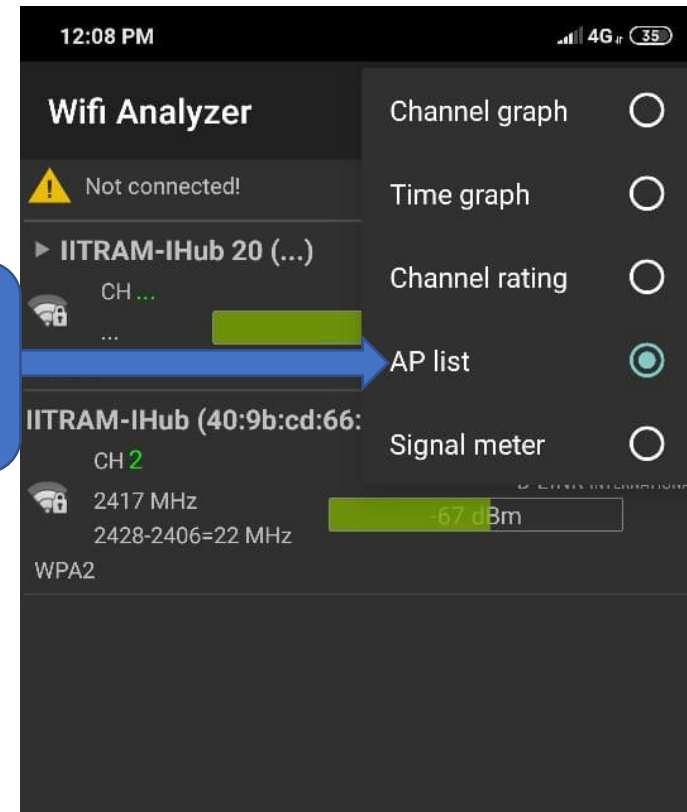 12:08 PM
4G 35
Wifi Analyzer
Channel graph
Not connected!
Time graph
IITRAM-IHub 20 (...)
CH ...
Channel rating
...
AP list
IITRAM-IHub (40:9b:cd:66:
Signal meter
CH 2
D-LINK INTERNATIONA
2417 MHz
-67 dBm
2428-2406=22 MHz
WPA2